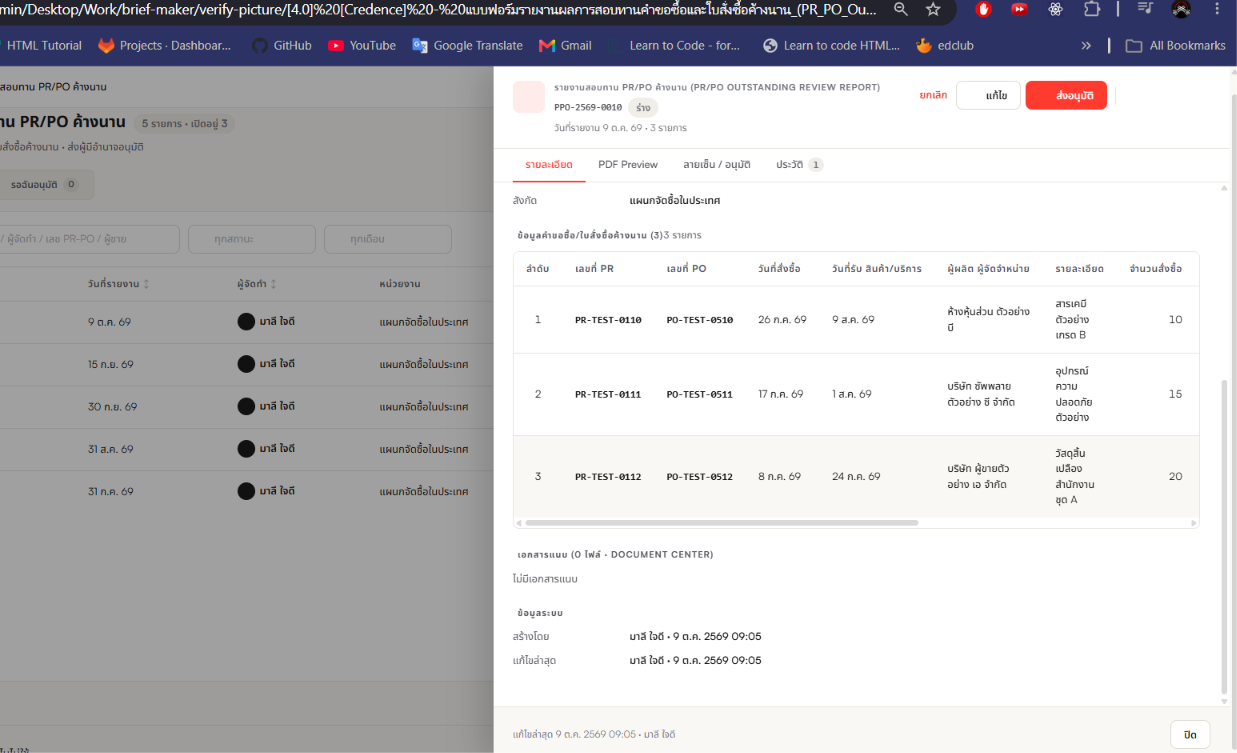 min/Desktop/Work/brief-maker/verify-picture/[4.0]%20[Credence]%20-%20แบบฟอร์มรายงานผลการสอบทานคำขอซื้อและใบสั่งซื้อค้างนาน_(PR_PO_Ou...
HTML Tutorial
Projects · Dashboar...
GitHub
YouTube
Google Translate
Gmail
Learn to Code - for...
Learn to code HTML...
edclub
»
All Bookmarks
สอบทาน PR/PO ค้างนาน
าน PR/PO ค้างนาน
5 รายการ • เปิดอยู่ 3
สั่งซื้อค้างนาน • ส่งผู้มีอำนาจอนุมัติ
รออันอนุมัติ 0
/ ผู้จัดทำ / เลข PR-PO / ผู้ขาย
ทุกสถานะ
ทุกเดือน
วันที่รายงาน
ผู้จัดทำ
หน่วยงาน
9 ต.ค. 69 มาลี ใจดี แผนกจัดซื้อในประเทศ
15 ก.ย. 69 มาลี ใจดี แผนกจัดซื้อในประเทศ
30 ก.ย. 69 มาลี ใจดี แผนกจัดซื้อในประเทศ
31 ส.ค. 69 มาลี ใจดี แผนกจัดซื้อในประเทศ
31 ก.ค. 69 มาลี ใจดี แผนกจัดซื้อในประเทศ
รายงานสอบทาน PR/PO ค้างนาน (PR/PO OUTSTANDING REVIEW REPORT)
PPO-2569-0010 ร่าง
วันที่รายงาน 9 ต.ค. 69 • 3 รายการ
ยกเลิก
แก้ไข
ส่งอนุมัติ
รายละเอียด
PDF Preview
ลายเซ็น / อนุมัติ
ประวัติ 1
สังกัด แผนกจัดซื้อในประเทศ
ข้อมูลคำขอซื้อ/ใบสั่งซื้อค้างนาน (3)3 รายการ
ลำดับ เลขที่ PR เลขที่ PO วันที่สั่งซื้อ วันที่รับ สินค้า/บริการ ผู้ผลิต ผู้จัดจำหน่าย รายละเอียด จำนวนสั่งซื้อ
1 PR-TEST-0110 PO-TEST-0510 26 ก.ค. 69 9 ส.ค. 69
ห้างหุ้นส่วน ตัวอย่าง
บี
สารเคมี
ตัวอย่าง
เกรด B
10
2 PR-TEST-0111 PO-TEST-0511 17 ก.ค. 69 1 ส.ค. 69
บริษัท ซัพพลาย
ตัวอย่าง ซี จำกัด
อุปกรณ์
ความ
ปลอดภัย
ตัวอย่าง
15
3 PR-TEST-0112 PO-TEST-0512 8 ก.ค. 69 24 ก.ค. 69
บริษัท ผู้ขายตัว
อย่าง เอ จำกัด
วัสดุสิ้น
เปลือง
สำนักงาน
ชุด A
20
เอกสารแนบ (0 ไฟล์ • DOCUMENT CENTER)
ไม่มีเอกสารแนบ
ข้อมูลระบบ
สร้างโดย มาลี ใจดี • 9 ต.ค. 2569 09:05
แก้ไขล่าสุด มาลี ใจดี • 9 ต.ค. 2569 09:05
แก้ไขล่าสุด 9 ต.ค. 2569 09:05 • มาลี ใจดี
ปิด